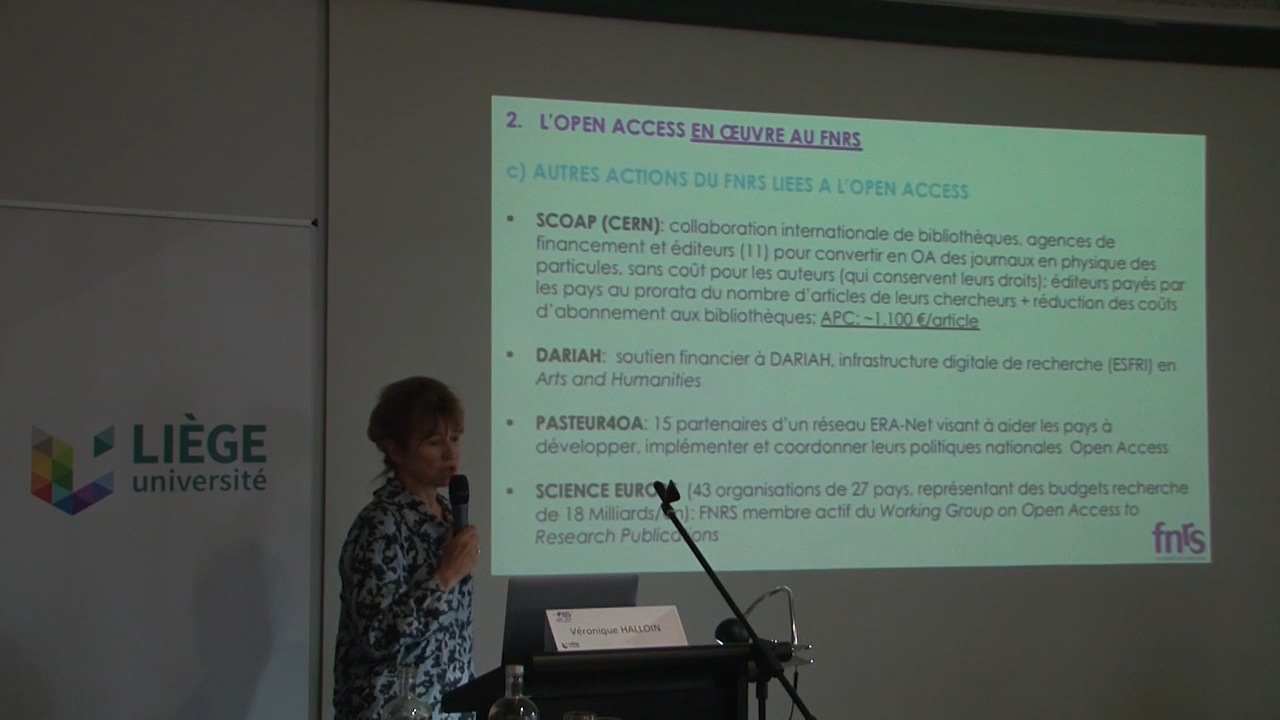 2. L'OPEN ACCESS EN ŒUVRE AU FNRS
c) AUTRES ACTIONS DU FNRS LIEES A L'OPEN ACCESS
▪ SCOAP (CERN): collaboration internationale de bibliothèques, agences de
financement et éditeurs (11) pour convertir en OA des journaux en physique des
particules, sans coût pour les auteurs (qui conservent leurs droits); éditeurs payés par
les pays au prorata du nombre d'articles de leurs chercheurs + réduction des coûts
d'abonnement aux bibliothèques; APC: ~1.100 €/article
▪ DARIAH: soutien financier à DARIAH, infrastructure digitale de recherche (ESFRI) en
Arts and Humanities
▪ PASTEUR4OA: 15 partenaires d'un réseau ERA-Net visant à aider les pays à
développer, implémenter et coordonner leurs politiques nationales Open Access
▪ SCIENCE EUROPE (43 organisations de 27 pays, représentant des budgets recherche
de 18 Milliards/an): FNRS membre actif du Working Group on Open Access to
Research Publications
fnrs
LIÈGE
université
Véronique HALLOIN